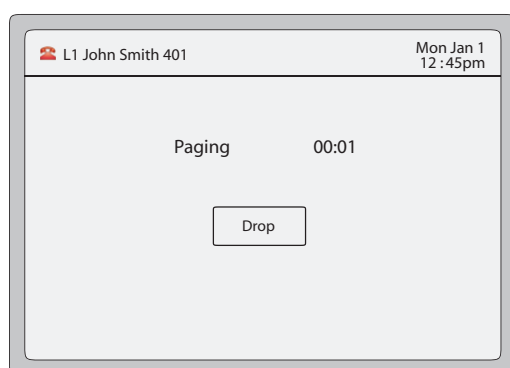 L1 John Smith 401
Mon Jan 1
12 :45pm
Paging 00:01
Drop